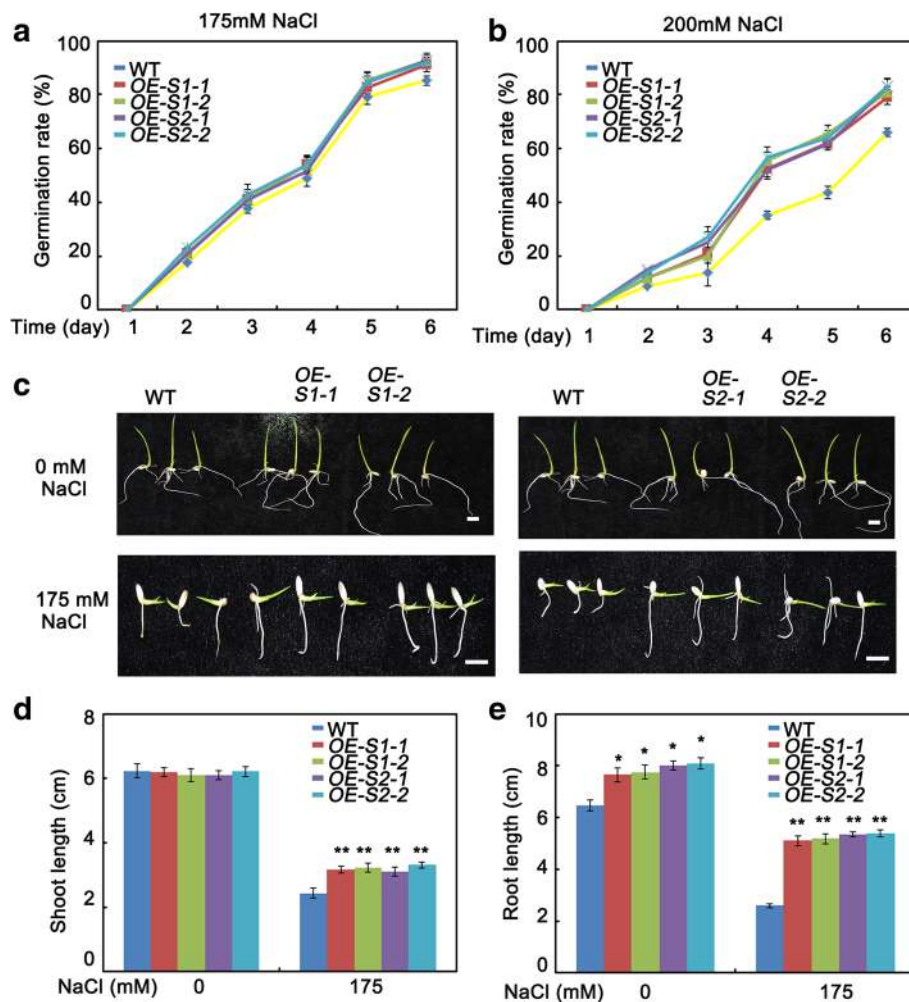 a
175mM NaCl
Germination rate (%)
100
80
60
40
20
0
WT
OE-S1-1
OE-S1-2
OE-S2-1
OE-S2-2
Time (day) 1 2 3 4 5 6
b
200mM NaCl
Germination rate (%)
100
80
60
40
20
0
WT
OE-S1-1
OE-S1-2
OE-S2-1
OE-S2-2
1 2 3 4 5 6
c
WT
OE-
S1-1
OE-
S1-2
WT
OE-
S2-1
OE-
S2-2
0 mM
NaCl
175 mM
NaCl
d
Shoot length (cm)
8
6
4
2
0
WT
OE-S1-1
OE-S1-2
OE-S2-1
OE-S2-2
** ** ** **
NaCl (mM) 0 175
e
Root length (cm)
10
8
6
4
2
0
WT
OE-S1-1
OE-S1-2
OE-S2-1
OE-S2-2
* * * *
** ** ** **
NaCl (mM) 0 175